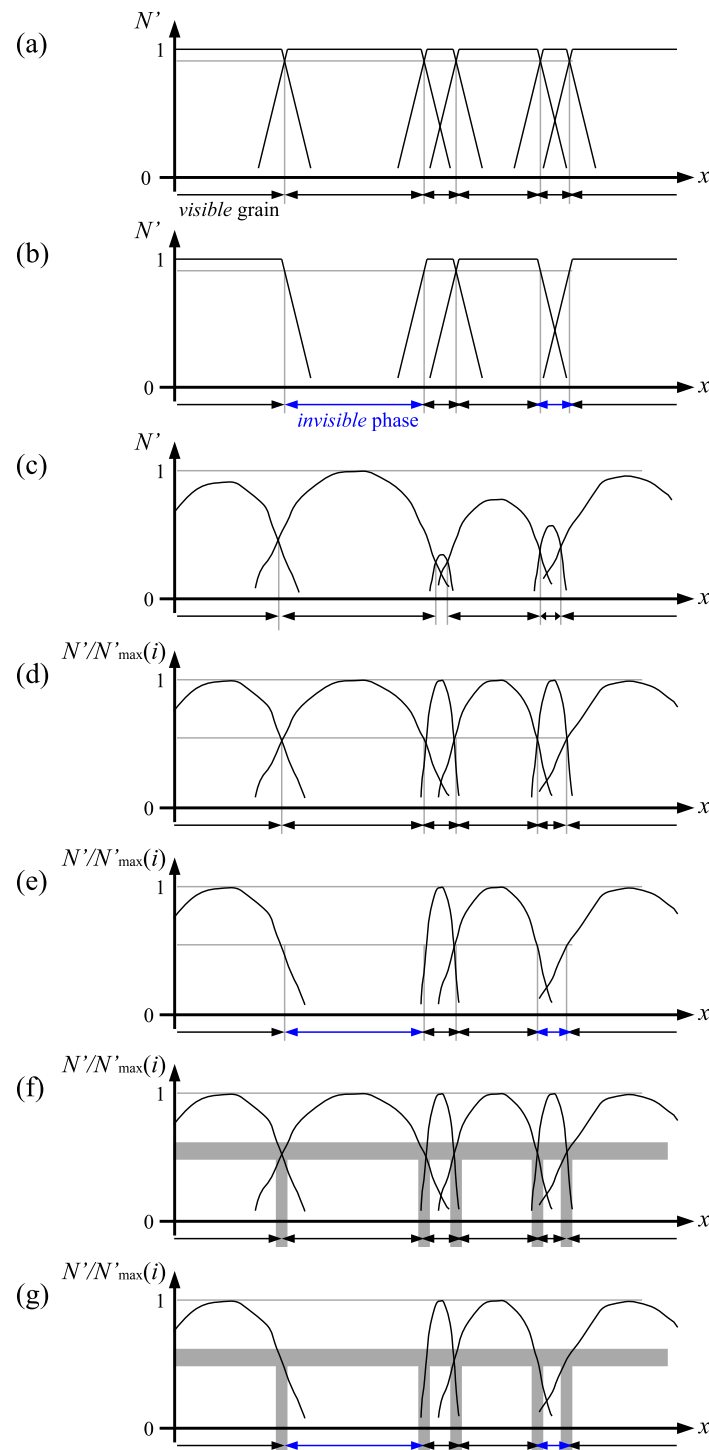 (a)
N’
1
0
x
visible grain
(b)
N’
1
0
x
invisible phase
(c)
N’
1
0
x
(d)
N’/N’max(i)
1
0
x
(e)
N’/N’max(i)
1
0
x
(f)
N’/N’max(i)
1
0
x
(g)
N’/N’max(i)
1
0
x